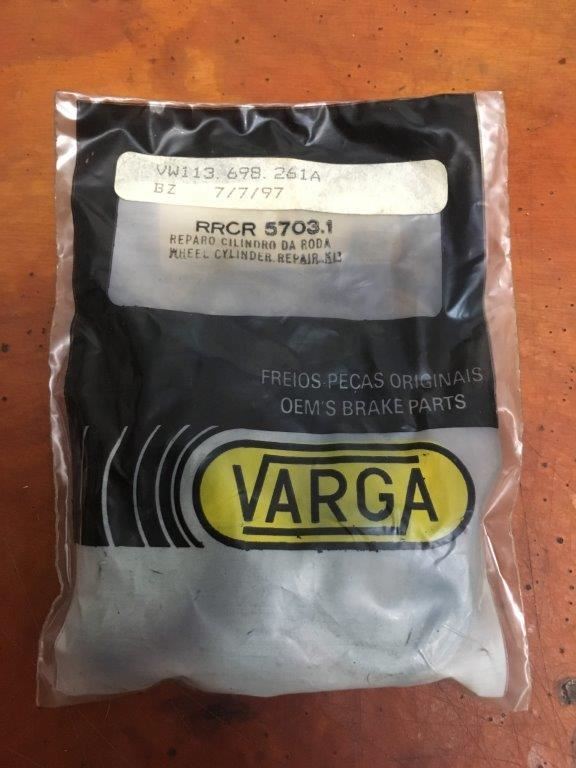 VW113.698.261A
BZ 7/7/97
RRCR 5703.1
REPARO CILINDRO DA RODA
WHEEL CYLINDER REPAIR KIT
FREIOS-PEÇAS ORIGINAIS
OEM'S BRAKE PARTS
VARGA